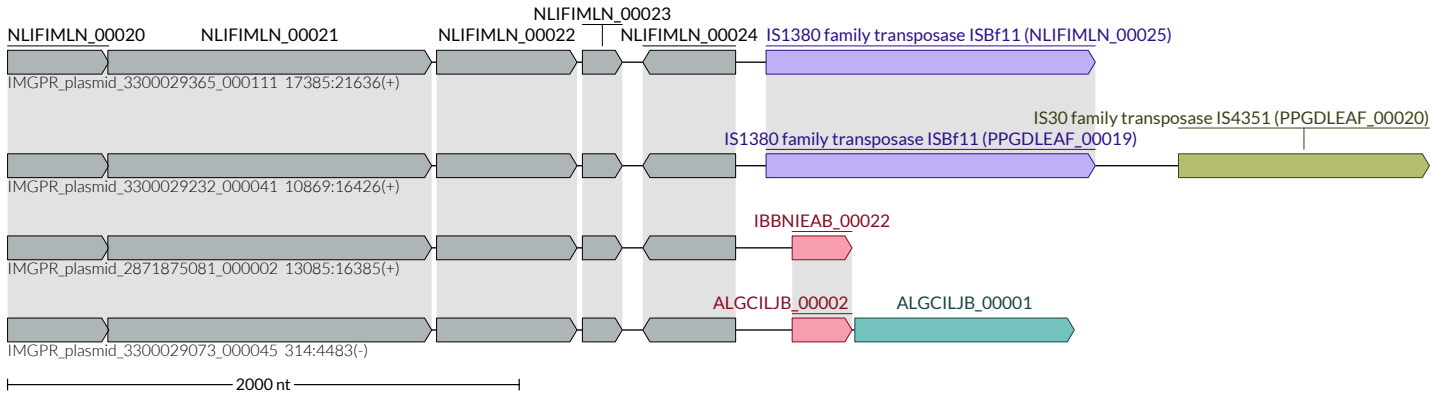 NLIFIMLN_00023
NLIFIMLN_00020 NLIFIMLN_00021 NLIFIMLN_00022 NLIFIMLN_00024 IS1380 family transposase ISBf11 (NLIFIMLN_00025)
IMGPR_plasmid_3300029365_000111 17385:21636(+)
IS30 family transposase IS4351 (PPGDLEAF_00020)
IS1380 family transposase ISBf11 (PPGDLEAF_00019)
IMGPR_plasmid_3300029232_000041 10869:16426(+)
IBBNIEAB_00022
IMGPR_plasmid_2871875081_000002 13085:16385(+)
ALGCILJB_00002 ALGCILJB_00001
IMGPR_plasmid_3300029073_000045 314:4483(-)
2000 nt